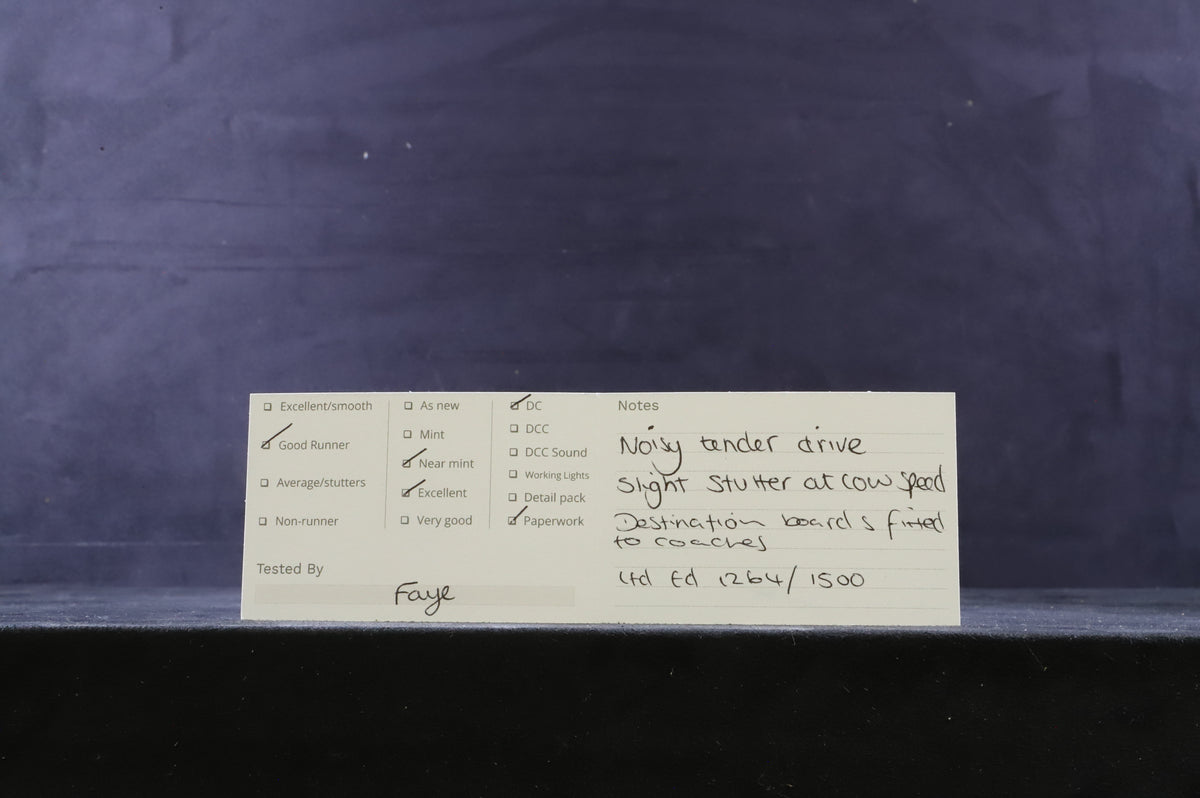 Excellent/smooth
Good Runner
Average/stutters
Non-runner
As new
Mint
Near mint
Excellent
Very good
DC
DCC
DCC Sound
Working Lights
Detail pack
Paperwork
Tested By
Faye
Notes
Noisy tender drive
Slight Stutter at low speed
Destination boards fitted
to coaches
Ltd Ed 1264/1500